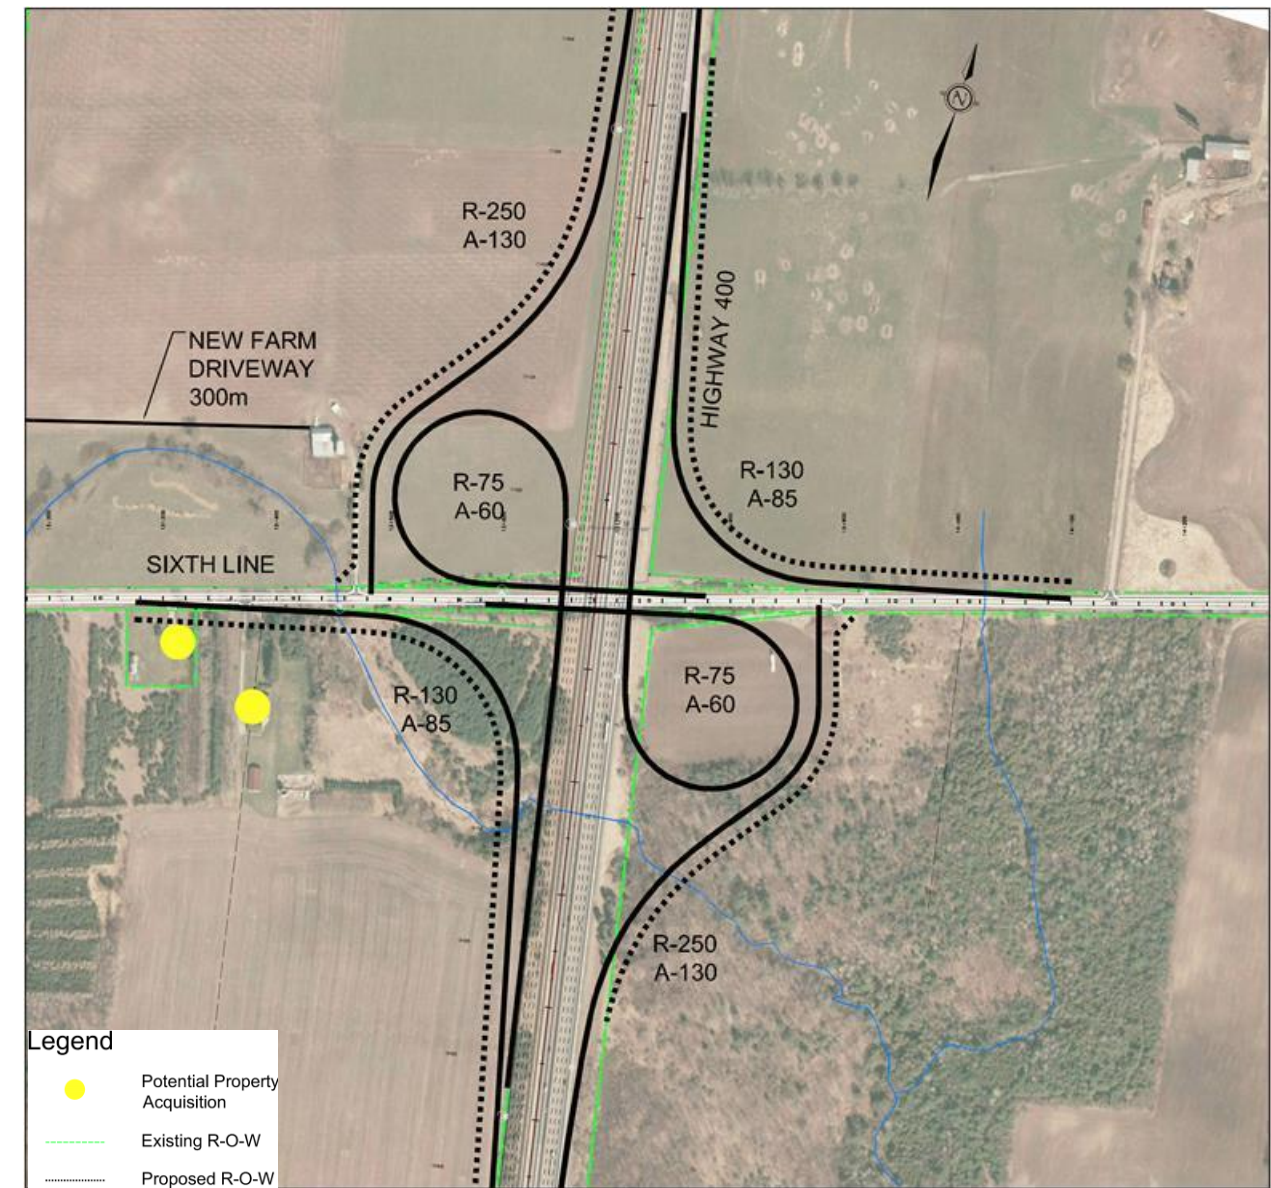 N
R-250
A-130
HIGHWAY 400
NEW FARM
DRIVEWAY
300m
R-75
A-60
R-130
A-85
SIXTH LINE
R-130
A-85
R-75
A-60
R-250
A-130
Legend
Potential Property
Acquisition
Existing R-O-W
Proposed R-O-W